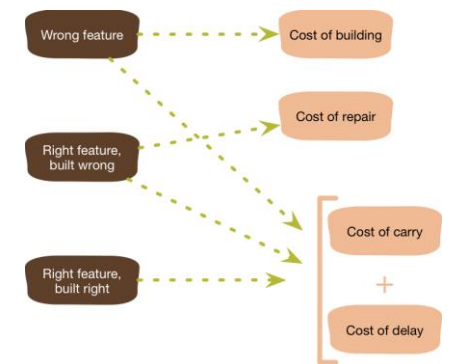 Wrong feature
Cost of building
Cost of repair
Right feature,
built wrong
Cost of carry
Right feature,
built right
+
Cost of delay